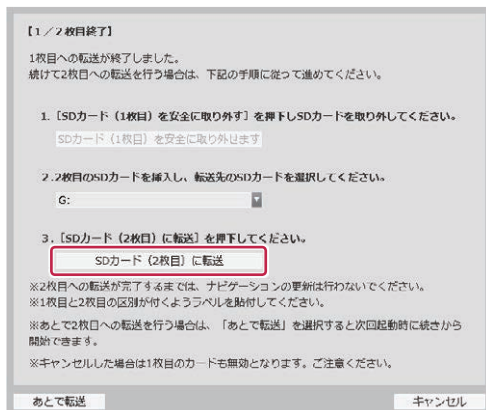 【1／2枚目終了】
1枚目への転送が終了しました。
続けて2枚目への転送を行う場合は、下記の手順に従って進めてください。
1.［SDカード（1枚目）を安全に取り外す］を押下しSDカードを取り外してください。
SDカード（1枚目）を安全に取り外せます
2.2枚目のSDカードを挿入し、転送先のSDカードを選択してください。
G:
3.［SDカード（2枚目）に転送］を押下してください。
SDカード（2枚目）に転送
※2枚目への転送が完了するまでは、ナビゲーションの更新は行わないでください。
※1枚目と2枚目の区別が付くようラベルを貼付してください。
※あとで2枚目への転送を行う場合は、「あとで転送」を選択すると次回起動時に続きから
開始できます。
※キャンセルした場合は1枚目のカードも無効となります。ご注意ください。
あとで転送
キャンセル